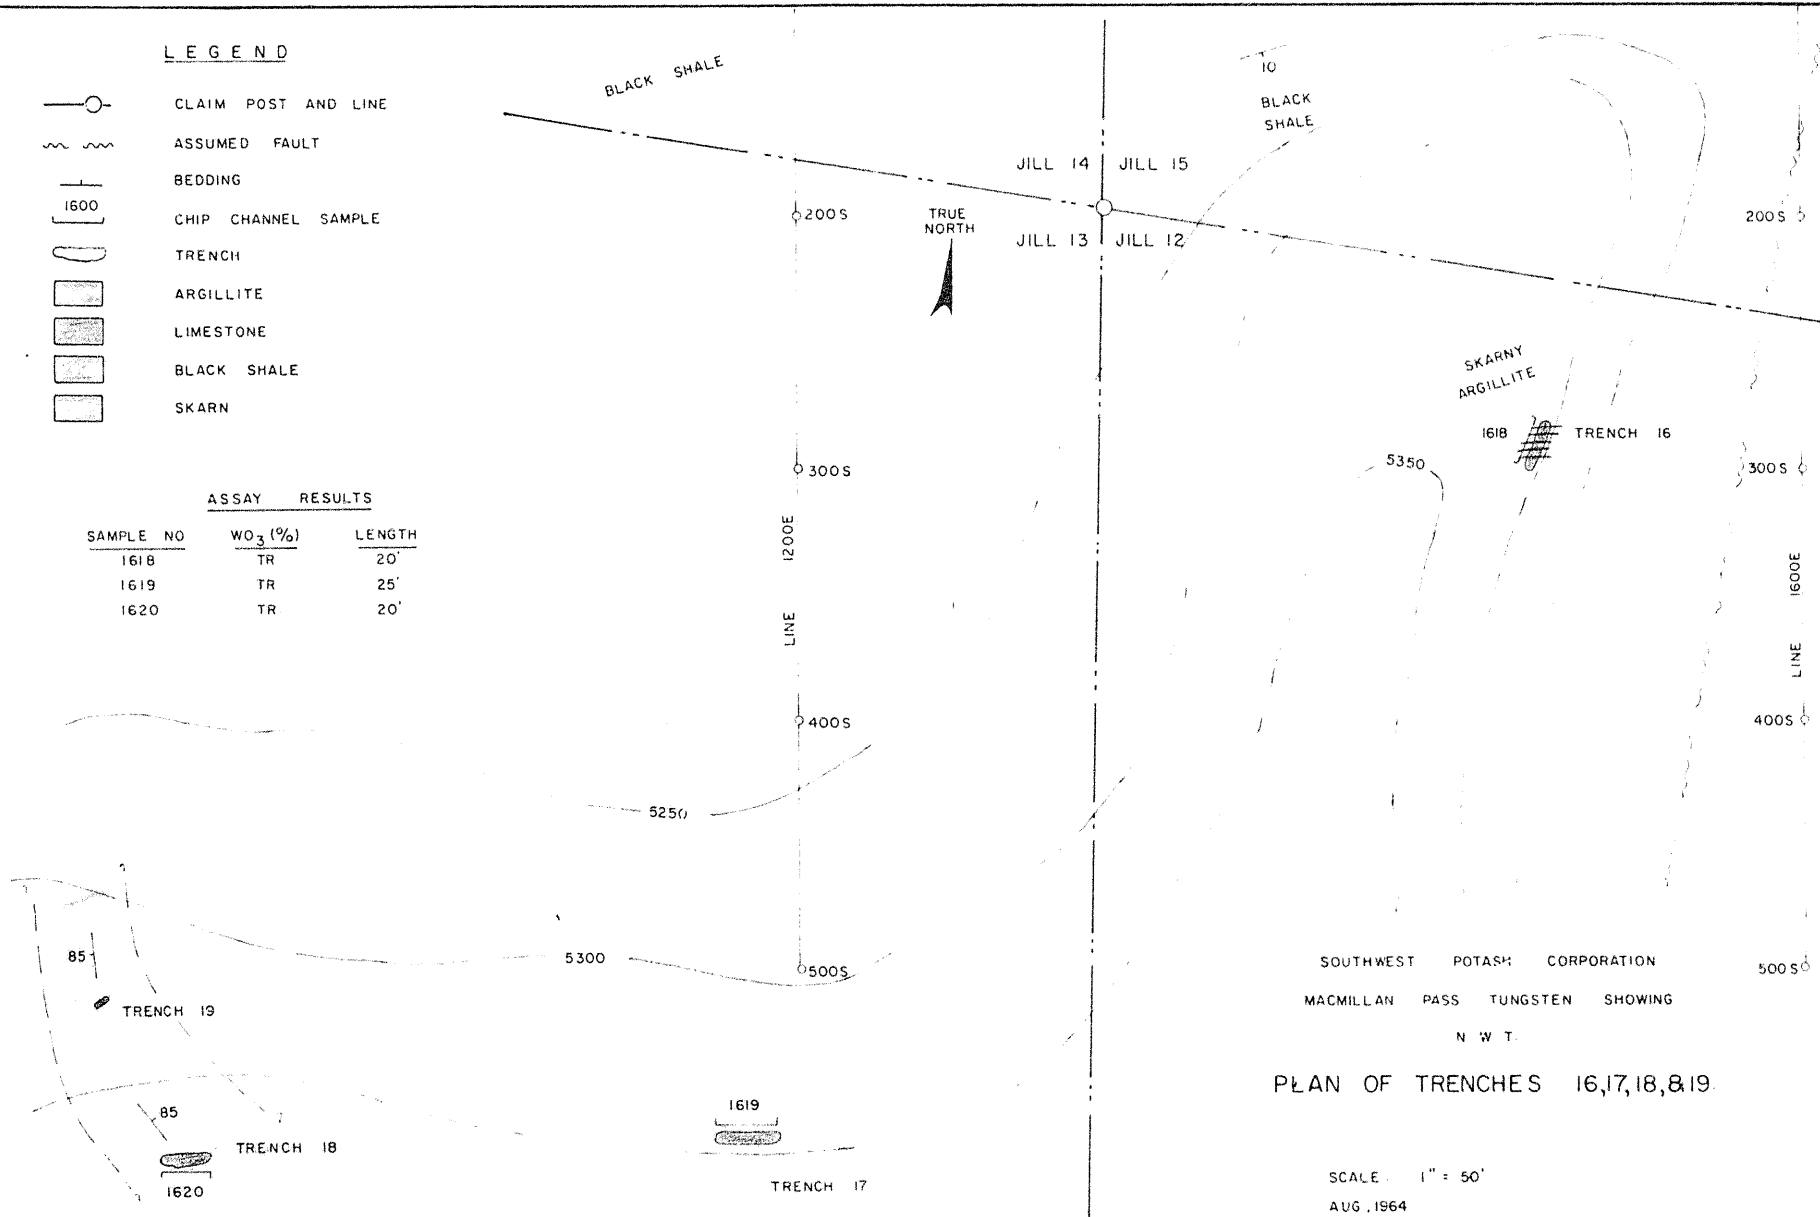 LEGEND
CLAIM POST AND LINE
ASSUMED FAULT
BEDDING
1600
CHIP CHANNEL SAMPLE
TRENCH
ARGILLITE
LIMESTONE
BLACK SHALE
SKARN
ASSAY RESULTS
SAMPLE NO WO3 (%) LENGTH
1618 TR 20'
1619 TR 25'
1620 TR 20'
BLACK SHALE
10
BLACK
SHALE
JILL 14 JILL 15
JILL 13 JILL 12
TRUE
NORTH
200S
300S
LINE 1200E
400S
500S
200S
300S
LINE 1600E
400S
500S
SKARNY
ARGILLITE
1618 TRENCH 16
5350
5250
5300
85
TRENCH 19
85
TRENCH 18
1620
1619
TRENCH 17
SOUTHWEST POTASH CORPORATION
MACMILLAN PASS TUNGSTEN SHOWING
N W T.
PLAN OF TRENCHES 16,17,18,&19.
SCALE. 1" = 50'
AUG, 1964